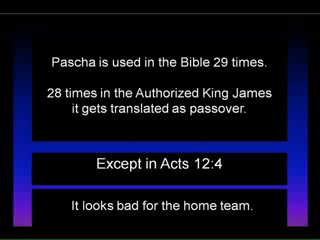 Pascha is used in the Bible 29 times.
28 times in the Authorized King James
it gets translated as passover.
Except in Acts 12:4
It looks bad for the home team.